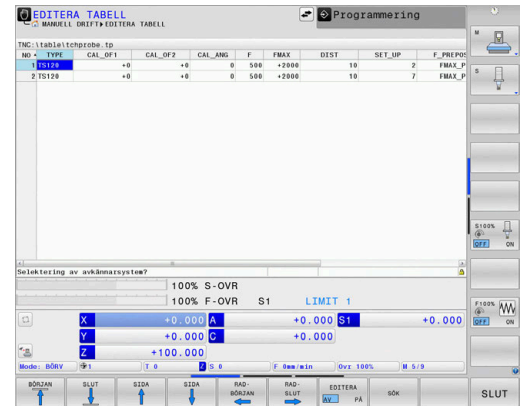 EDITERA TABELL
MANUELL DRIFT▸EDITERA TABELL
Programmering
TNC:\table\tchprobe.tp
NO TYPE CAL_OF1 CAL_OF2 CAL_ANG F FMAX DIST SET_UP F_PREPOS
1 TS120 +0 +0 0 500 +2000 10 2 FMAX_P
2 TS120 +0 +0 0 500 +2000 10 7 FMAX_P
Selektering av avkännarsystem?
100% S-OVR
100% F-OVR S1 LIMIT 1
X +0.000 A +0.000 S1 +0.000
Y +0.000 C +0.000
Z +100.000
Mode: BÖRV 1 T 0 Z S 0 F 0mm/min Ovr 100% M 5/9
M
S
S100%
OFF ON
F100%
OFF ON
BÖRJAN
SLUT
SIDA
SIDA
RAD-
BÖRJAN
RAD-
SLUT
EDITERA
AV PÅ
SÖK
SLUT